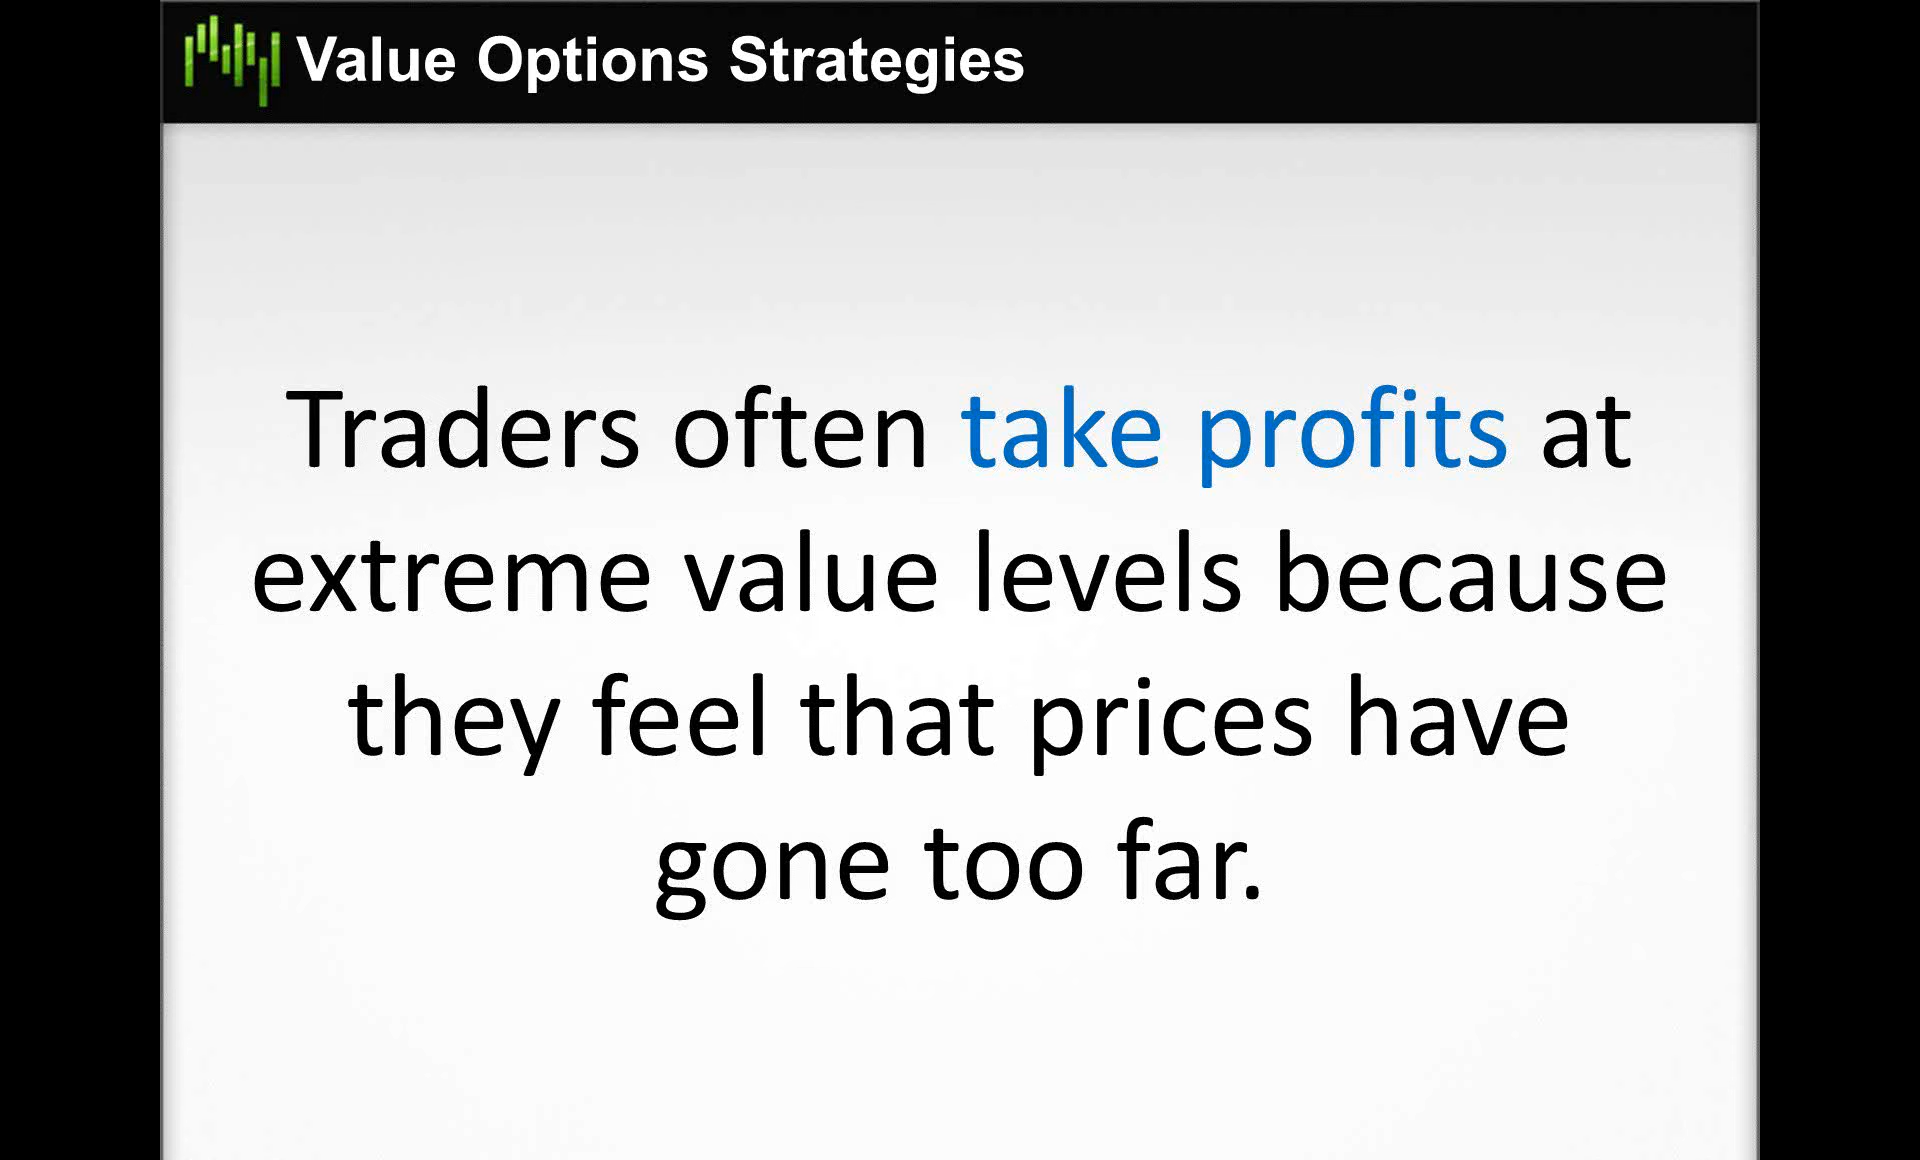 Value Options Strategies
Traders often take profits at
extreme value levels because
they feel that prices have
gone too far.